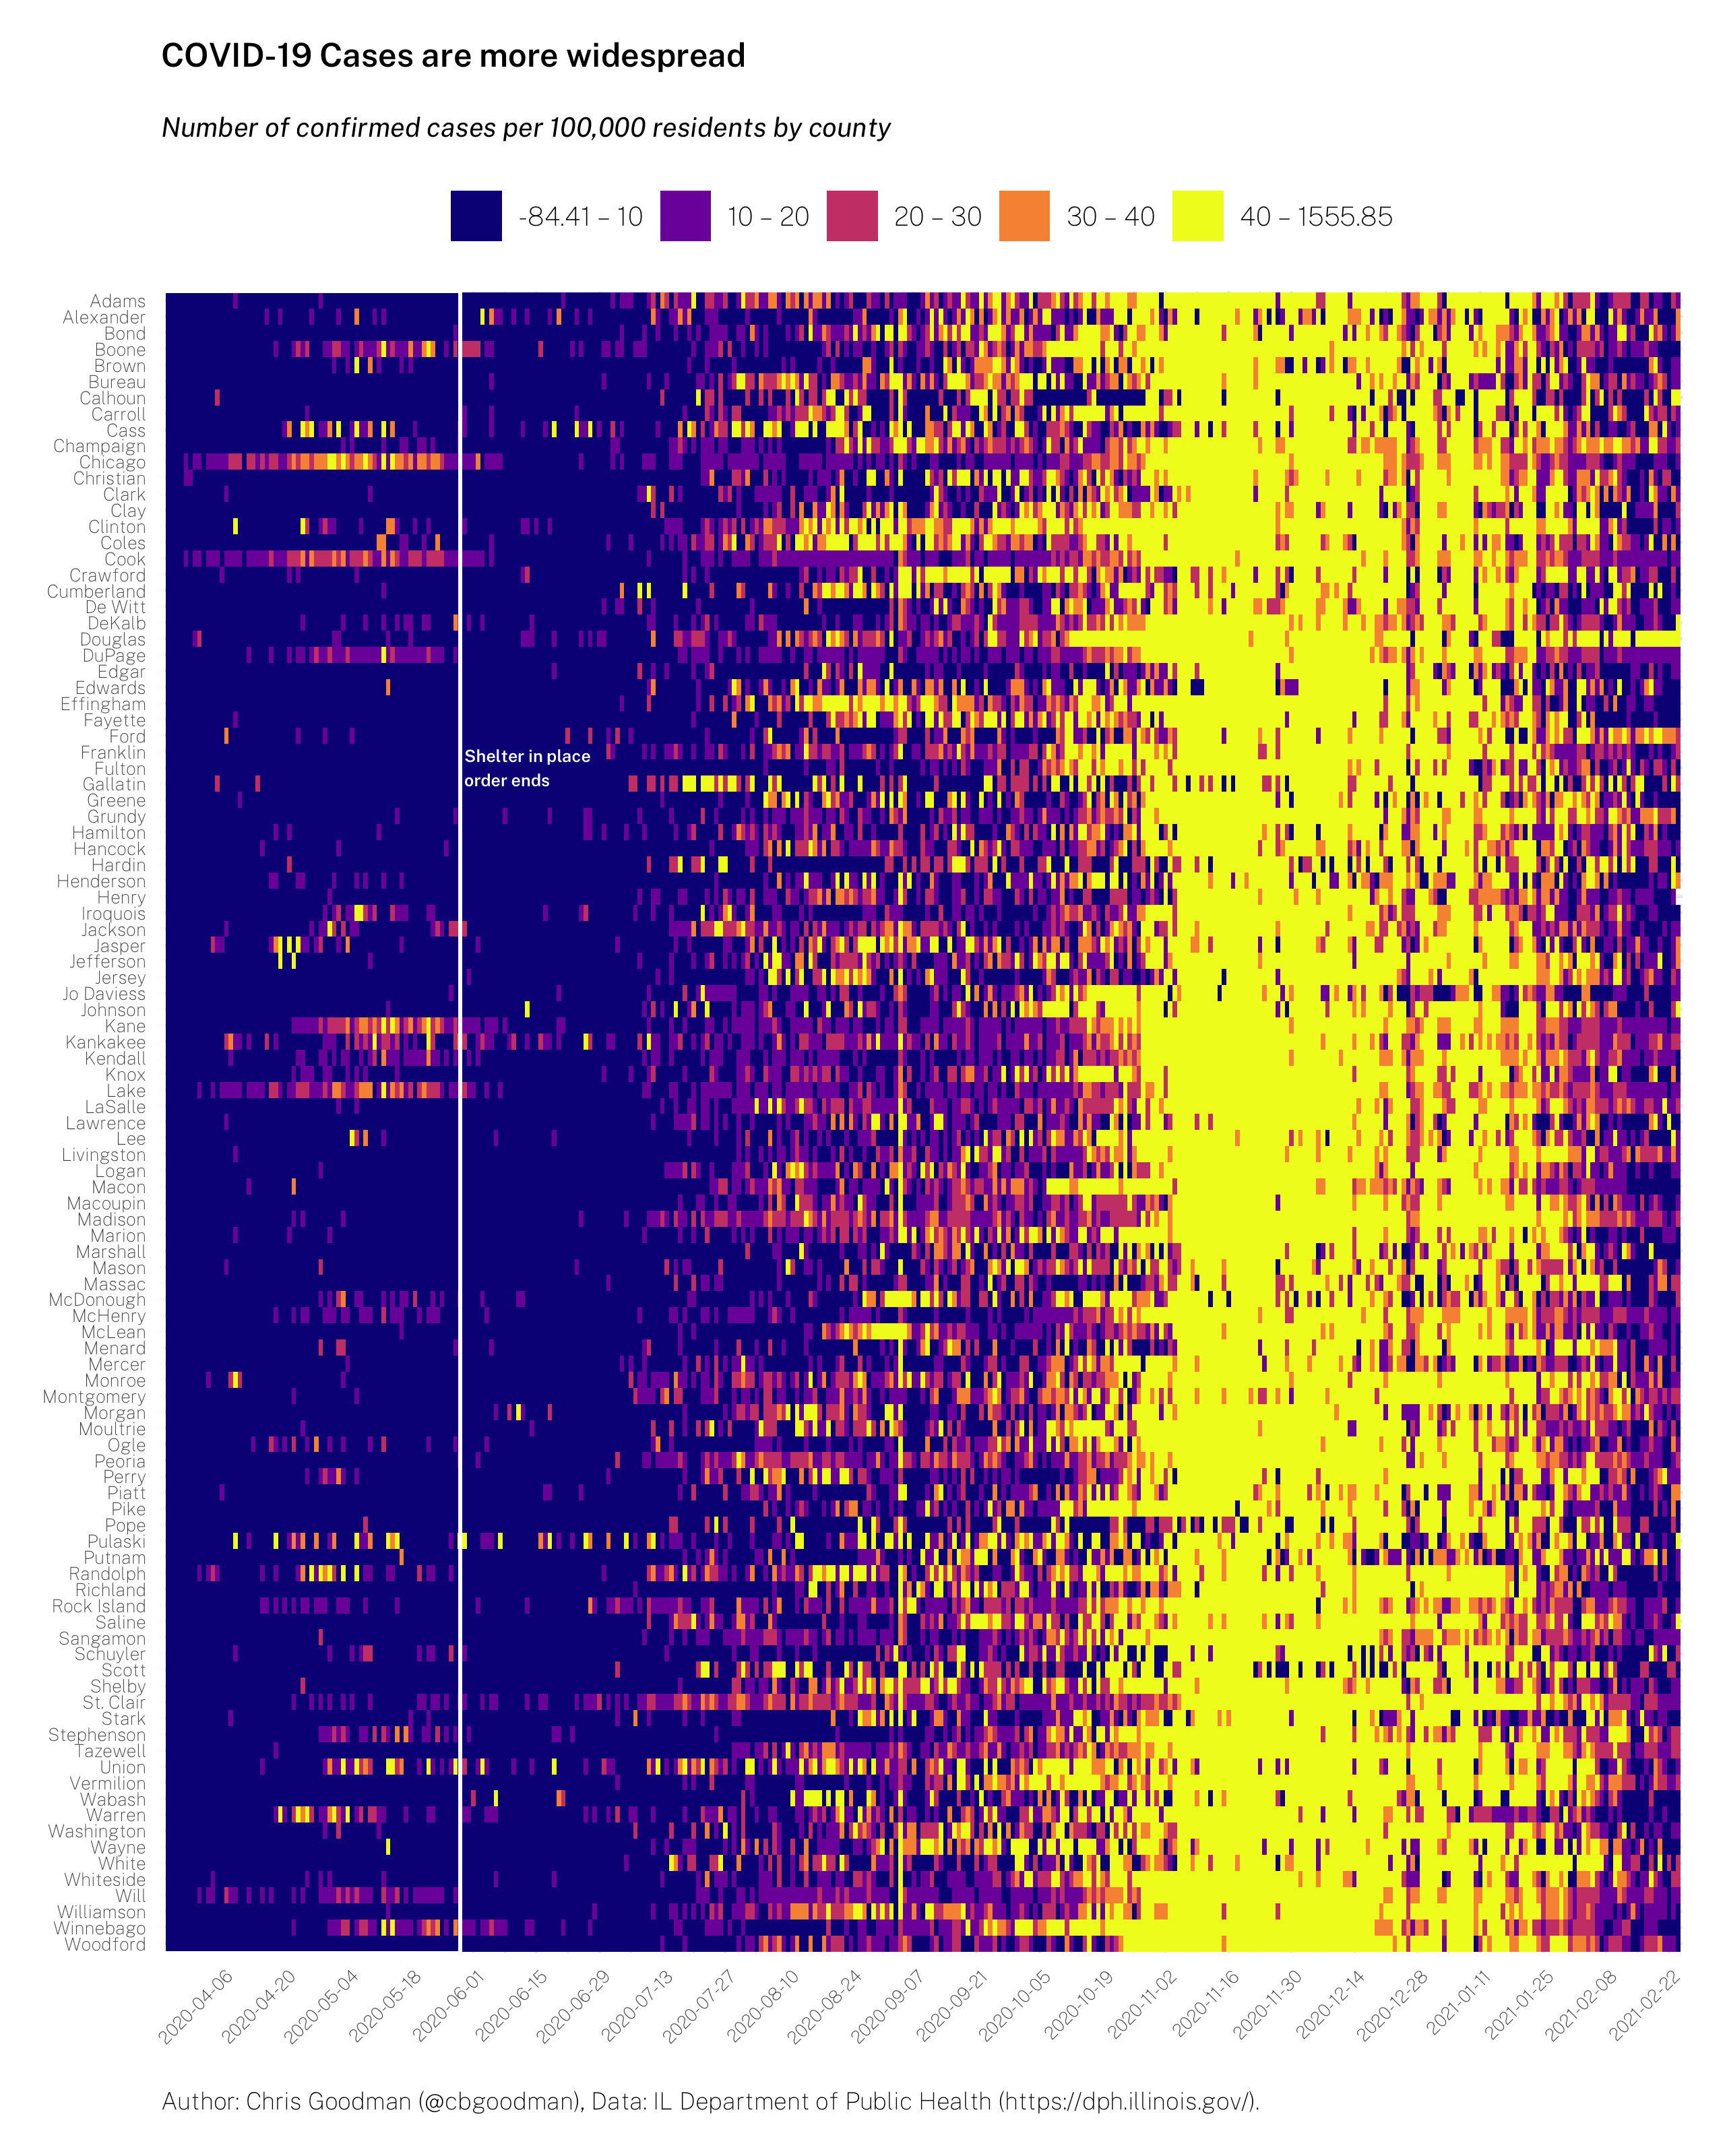 COVID-19 Cases are more widespread
Number of confirmed cases per 100,000 residents by county
-84.41 – 10 10 – 20 20 – 30 30 – 40 40 – 1555.85
Adams
Alexander
Bond
Boone
Brown
Bureau
Calhoun
Carroll
Cass
Champaign
Chicago
Christian
Clark
Clay
Clinton
Coles
Cook
Crawford
Cumberland
De Witt
DeKalb
Douglas
DuPage
Edgar
Edwards
Effingham
Fayette
Ford
Franklin
Fulton
Gallatin
Greene
Grundy
Hamilton
Hancock
Hardin
Henderson
Henry
Iroquois
Jackson
Jasper
Jefferson
Jersey
Jo Daviess
Johnson
Kane
Kankakee
Kendall
Knox
Lake
LaSalle
Lawrence
Lee
Livingston
Logan
Macon
Macoupin
Madison
Marion
Marshall
Mason
Massac
McDonough
McHenry
McLean
Menard
Mercer
Monroe
Montgomery
Morgan
Moultrie
Ogle
Peoria
Perry
Piatt
Pike
Pope
Pulaski
Putnam
Randolph
Richland
Rock Island
Saline
Sangamon
Schuyler
Scott
Shelby
St. Clair
Stark
Stephenson
Tazewell
Union
Vermilion
Wabash
Warren
Washington
Wayne
White
Whiteside
Will
Williamson
Winnebago
Woodford
Shelter in place
order ends
2020-04-06
2020-04-20
2020-05-04
2020-05-18
2020-06-01
2020-06-15
2020-06-29
2020-07-13
2020-07-27
2020-08-10
2020-08-24
2020-09-07
2020-09-21
2020-10-05
2020-10-19
2020-11-02
2020-11-16
2020-11-30
2020-12-14
2020-12-28
2021-01-11
2021-01-25
2021-02-08
2021-02-22
Author: Chris Goodman (@cbgoodman), Data: IL Department of Public Health (https://dph.illinois.gov/).